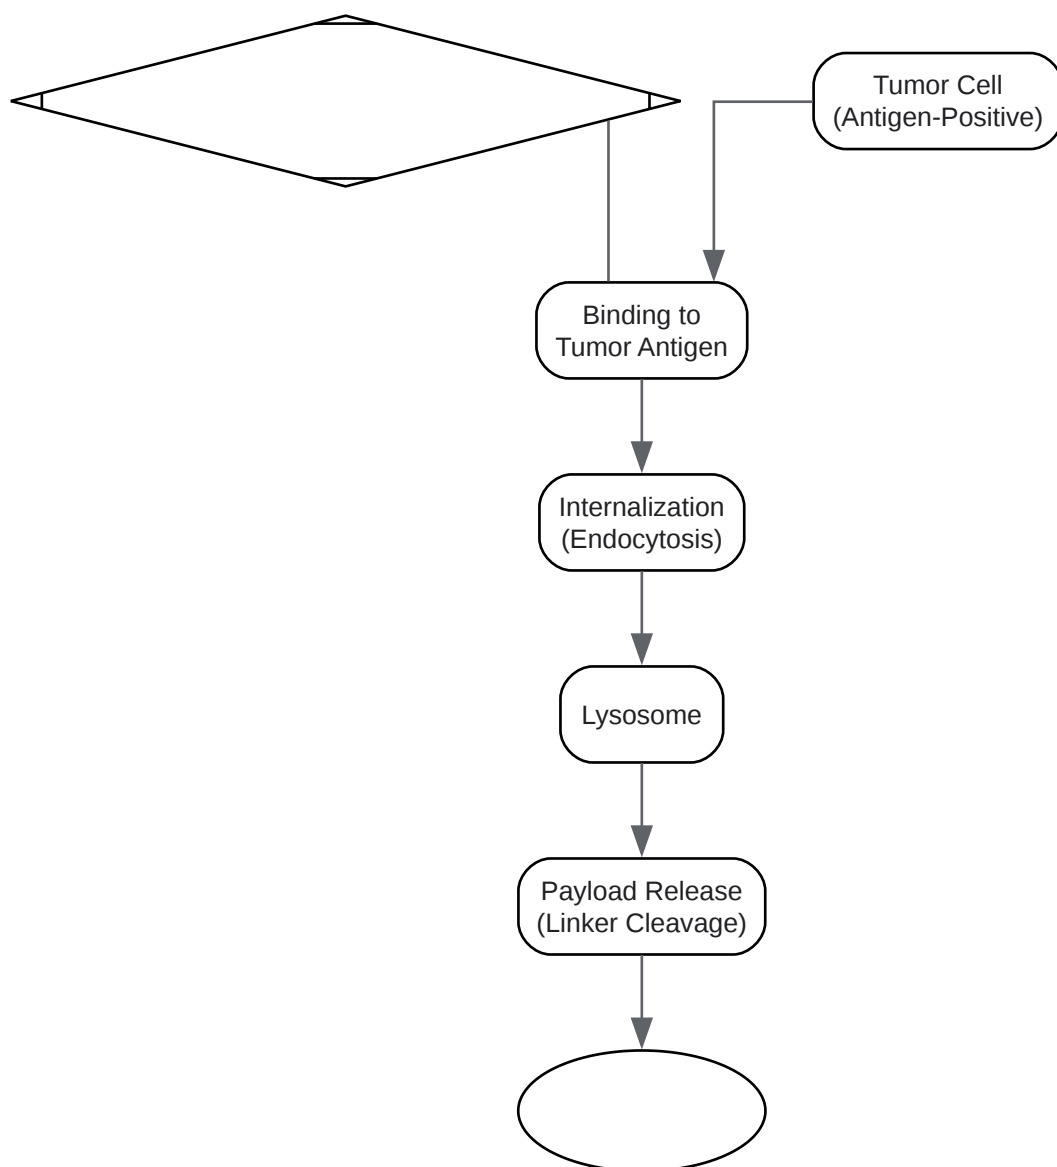 Tumor Cell
(Antigen-Positive)
Binding to
Tumor Antigen
Internalization
(Endocytosis)
Lysosome
Payload Release
(Linker Cleavage)